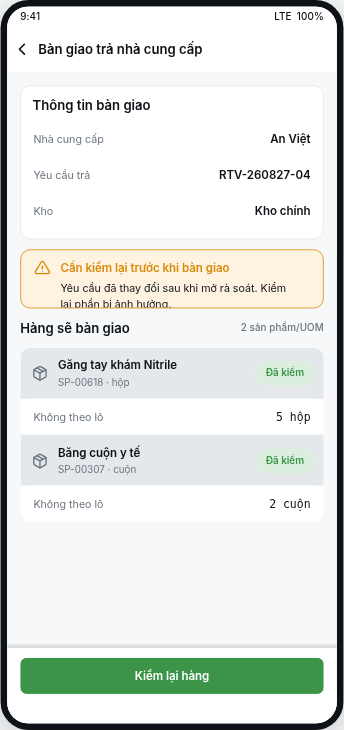 9:41
LTE 100%
Bàn giao trả nhà cung cấp
Thông tin bàn giao
Nhà cung cấp
An Việt
Yêu cầu trả
RTV-260827-04
Kho
Kho chính
Cần kiểm lại trước khi bàn giao
Yêu cầu đã thay đổi sau khi mở rà soát. Kiểm
lại phần bị ảnh hưởng.
Hàng sẽ bàn giao
2 sản phẩm/UOM
Găng tay khám Nitrile
SP-00618 · hộp
Đã kiểm
Không theo lô
5 hộp
Băng cuộn y tế
SP-00307 · cuộn
Đã kiểm
Không theo lô
2 cuộn
Kiểm lại hàng